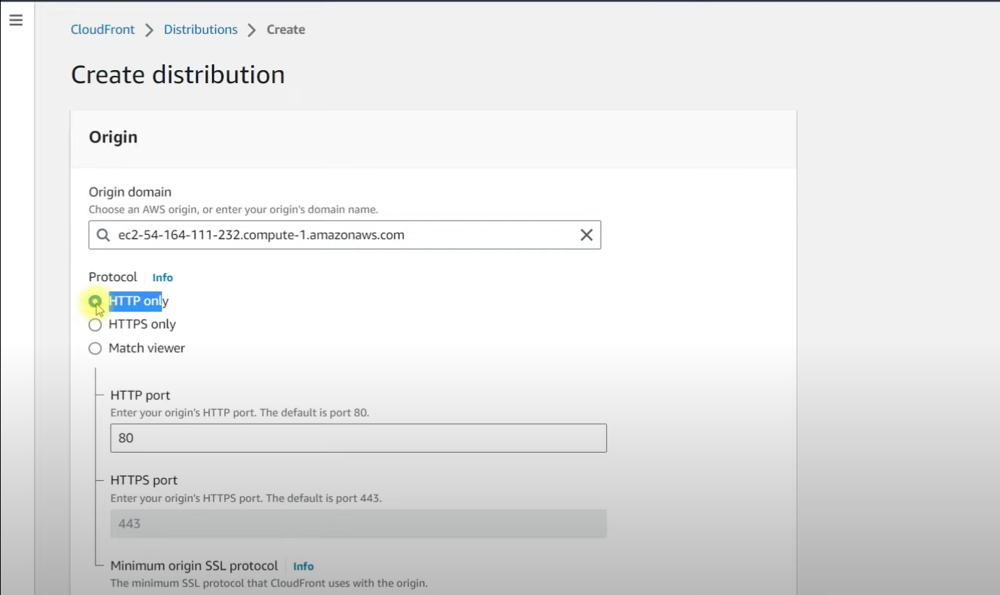 CloudFront > Distributions > Create
Create distribution
Origin
Origin domain
Choose an AWS origin, or enter your origin's domain name.
ec2-54-164-111-232.compute-1.amazonaws.com
Protocol Info
HTTP only
HTTPS only
Match viewer
HTTP port
Enter your origin's HTTP port. The default is port 80.
80
HTTPS port
Enter your origin's HTTPS port. The default is port 443.
443
Minimum origin SSL protocol Info
The minimum SSL protocol that CloudFront uses with the origin.